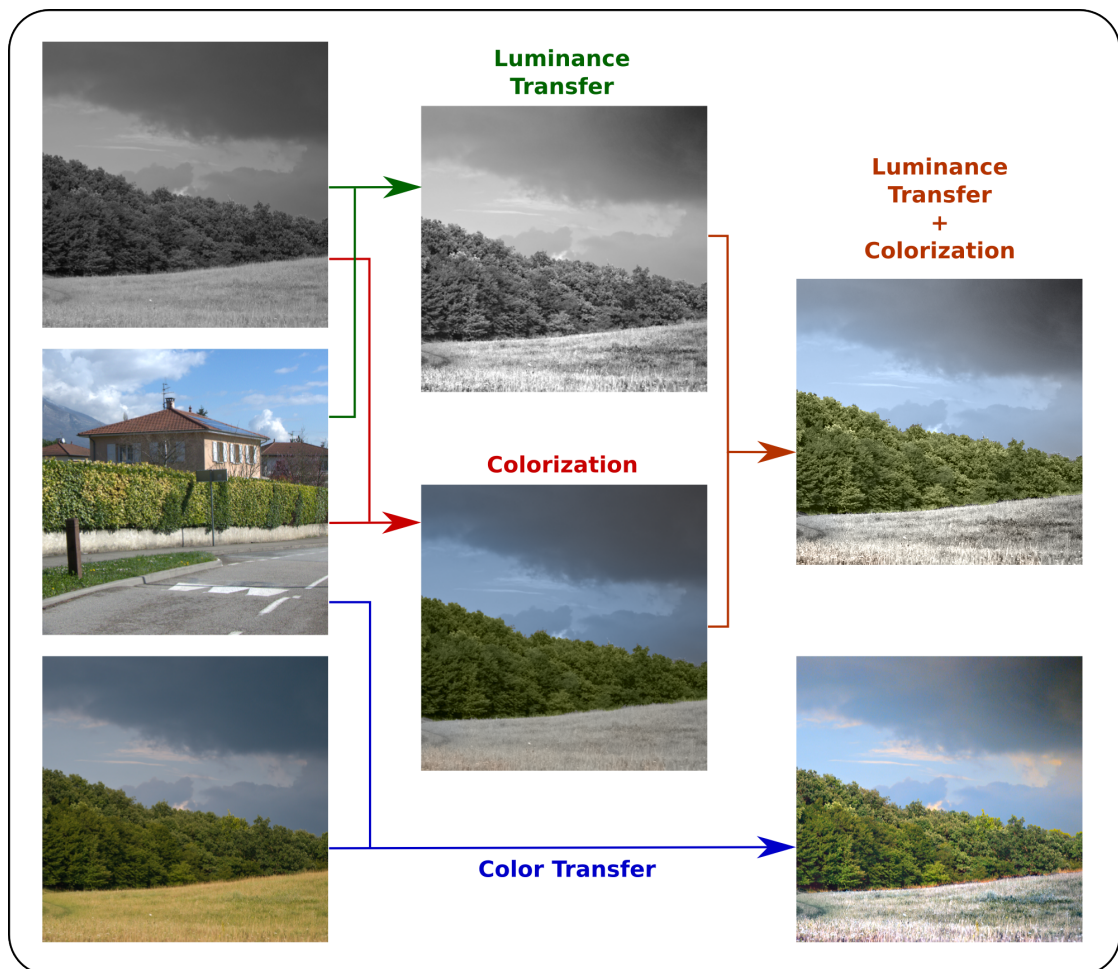 Luminance
Transfer
Luminance
Transfer
+
Colorization
Colorization
Color Transfer